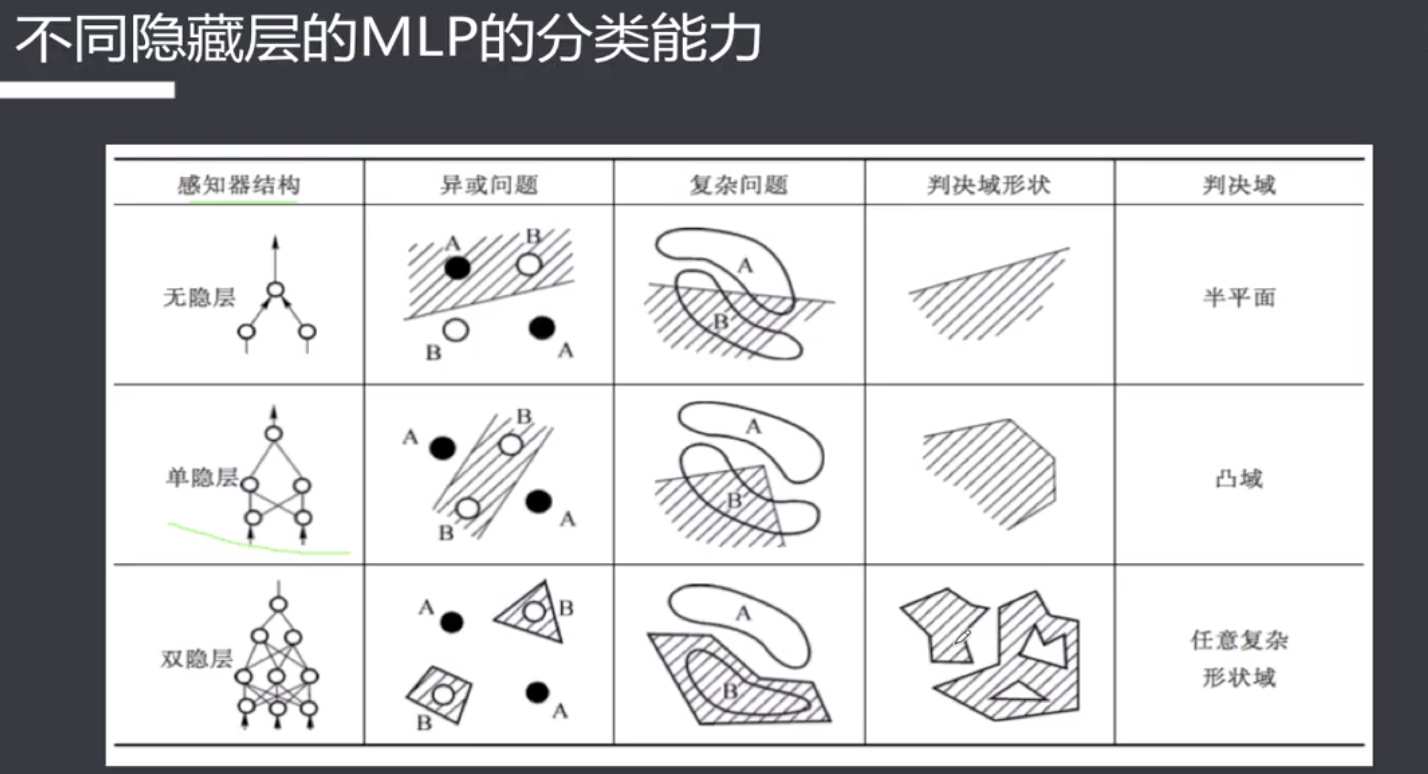 不同隐藏层的MLP的分类能力
感知器结构
异或问题
复杂问题
判决域形状
判决域
无隐层
A
B
B
A
A
B
半平面
单隐层
A
B
B
A
A
B
凸域
双隐层
A
B
B
A
A
B
任意复杂
形状域